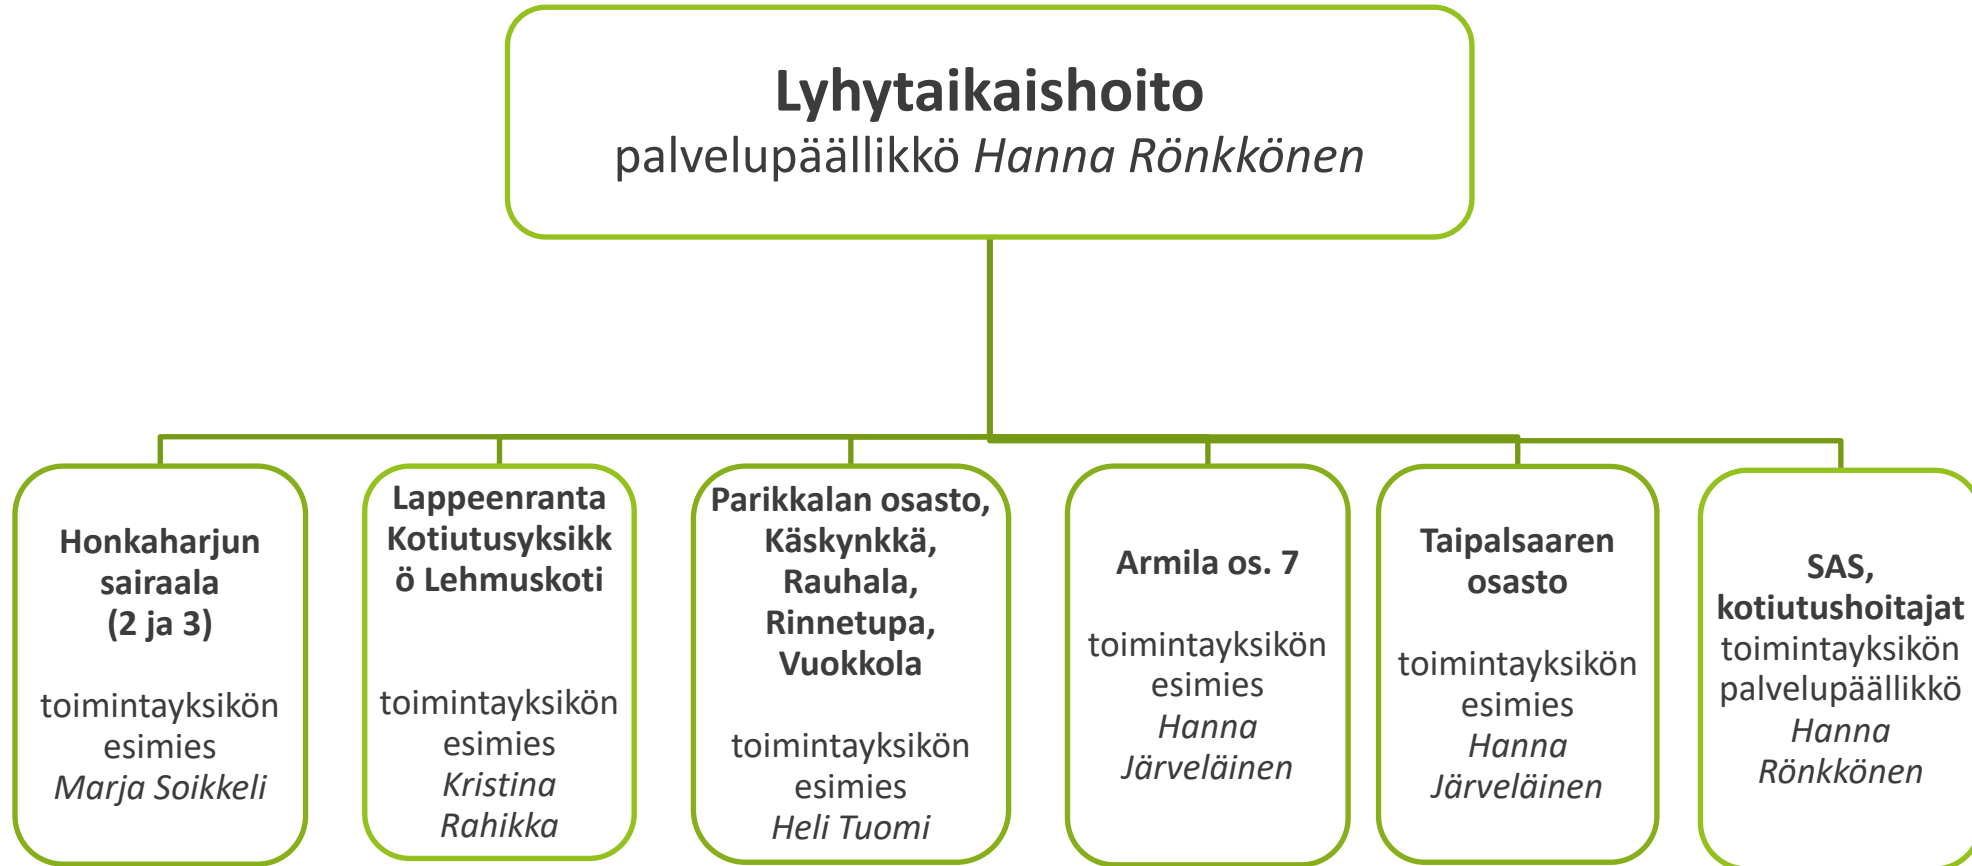 Lyhytaikaishoito
palvelupäällikkö Hanna Rönkkönen
Honkaharjun
sairaala
(2 ja 3)
toimintayksikön
esimies
Marja Soikkeli
Lappeenranta
Kotiutusyksikk
ö Lehmuskoti
toimintayksikön
esimies
Kristina
Rahikka
Parikkalan osasto,
Käskynkkä,
Rauhala,
Rinnetupa,
Vuokkola
toimintayksikön
esimies
Heli Tuomi
Armila os. 7
toimintayksikön
esimies
Hanna
Järveläinen
Taipalsaaren
osasto
toimintayksikön
esimies
Hanna
Järveläinen
SAS,
kotiutushoitajat
toimintayksikön
palvelupäällikkö
Hanna
Rönkkönen